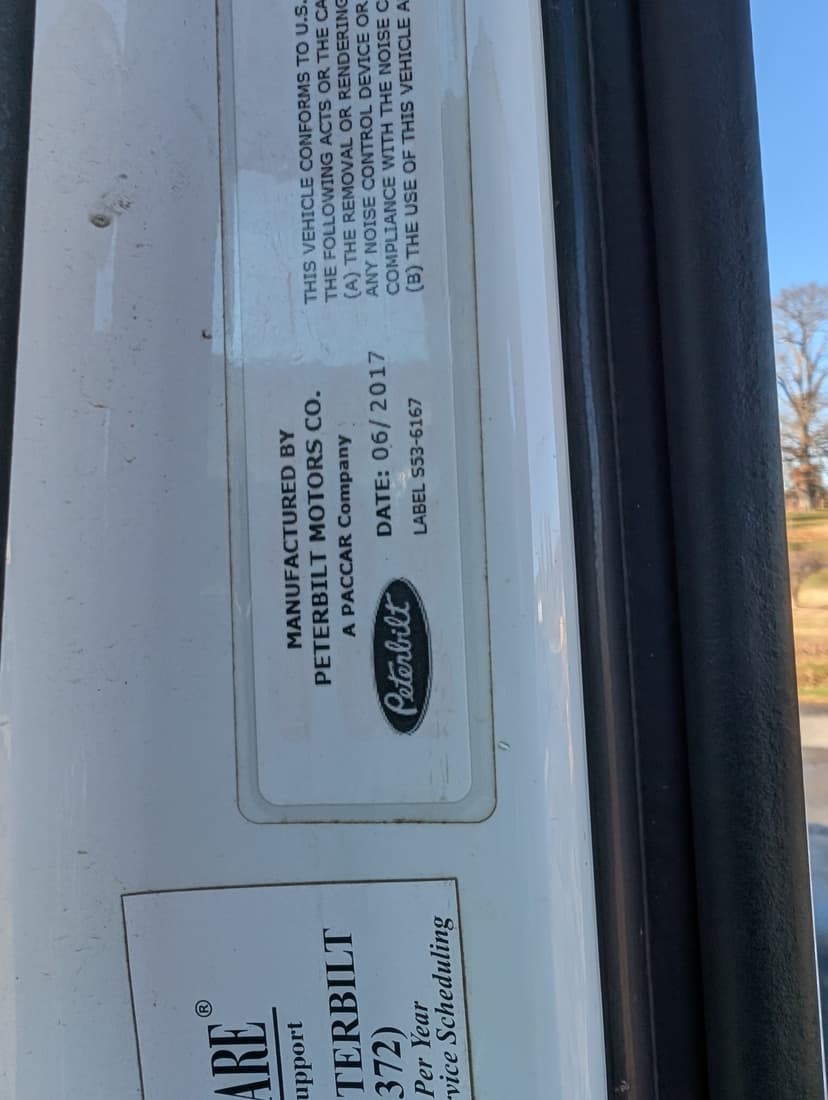 MANUFACTURED BY
PETERBILT MOTORS CO.
A PACCAR Company
Peterbilt
DATE: 06/2017
LABEL S53-6167
THIS VEHICLE CONFORMS TO U.S.
THE FOLLOWING ACTS OR THE CA
(A) THE REMOVAL OR RENDERING
ANY NOISE CONTROL DEVICE OR
COMPLIANCE WITH THE NOISE C
(B) THE USE OF THIS VEHICLE A
ARE®
upport
TERBILT
372)
Per Year
rvice Scheduling